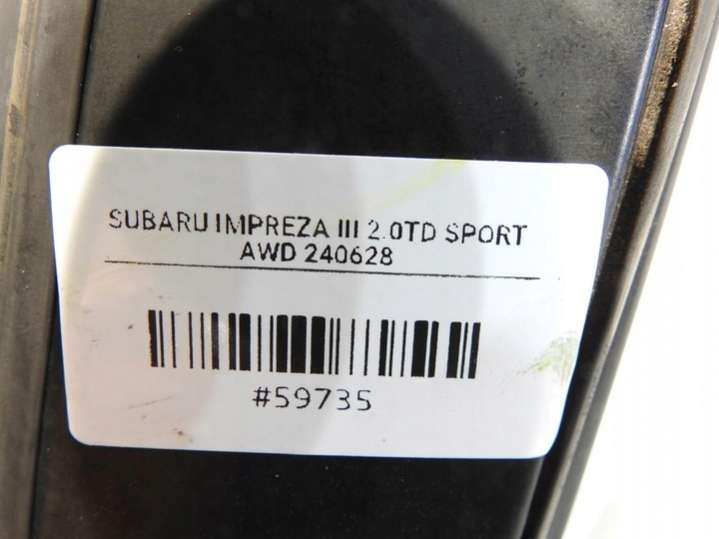 SUBARU IMPREZA III 2.0TD SPORT
AWD 240628
#59735